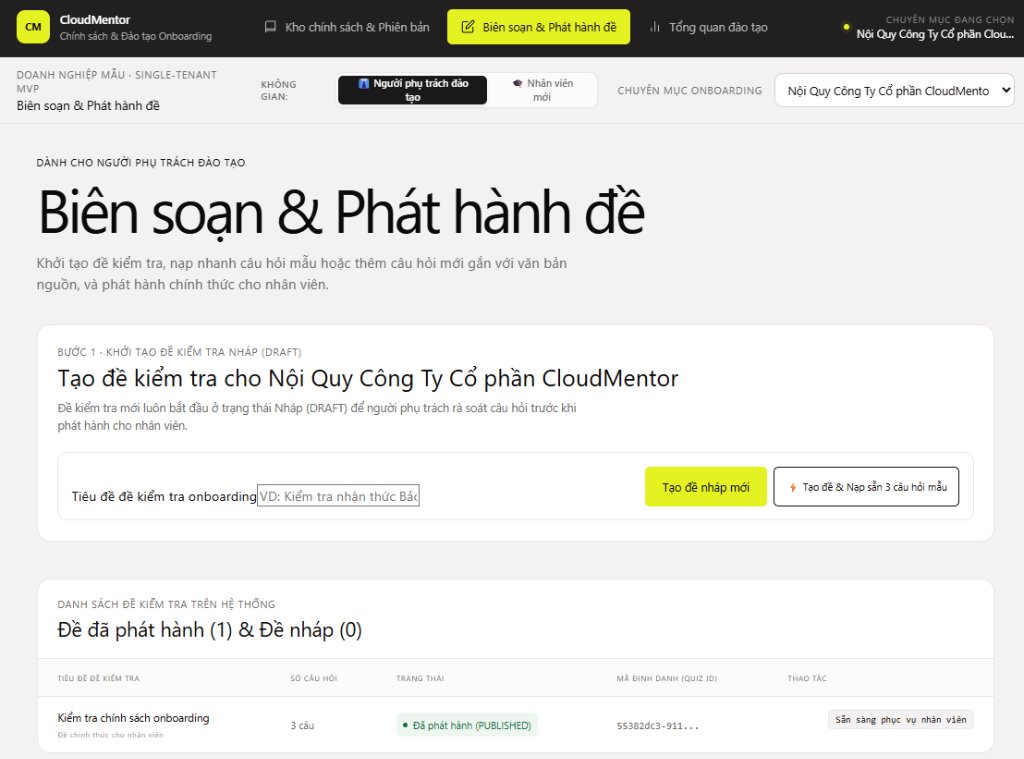 CM
CloudMentor
Chính sách & Đào tạo Onboarding
Kho chính sách & Phiên bản
Biên soạn & Phát hành đề
Tổng quan đào tạo
CHUYÊN MỤC ĐANG CHỌN
Nội Quy Công Ty Cổ phần Clou...
DOANH NGHIỆP MẪU - SINGLE-TENANT
MVP
Biên soạn & Phát hành đề
KHÔNG
GIAN:
Người phụ trách đào
tạo
Nhân viên
mới
CHUYÊN MỤC ONBOARDING
Nội Quy Công Ty Cổ phần CloudMento
DÀNH CHO NGƯỜI PHỤ TRÁCH ĐÀO TẠO
Biên soạn & Phát hành đề
Khởi tạo đề kiểm tra, nạp nhanh câu hỏi mẫu hoặc thêm câu hỏi mới gắn với văn bản
nguồn, và phát hành chính thức cho nhân viên.
BƯỚC 1 - KHỞI TẠO ĐỀ KIỂM TRA NHÁP (DRAFT)
Tạo đề kiểm tra cho Nội Quy Công Ty Cổ phần CloudMentor
Đề kiểm tra mới luôn bắt đầu ở trạng thái Nháp (DRAFT) để người phụ trách rà soát câu hỏi trước khi
phát hành cho nhân viên.
Tiêu đề đề kiểm tra onboarding
VD: Kiểm tra nhận thức Bảo
Tạo đề nháp mới
Tạo đề & Nạp sẵn 3 câu hỏi mẫu
DANH SÁCH ĐỀ KIỂM TRA TRÊN HỆ THỐNG
Đề đã phát hành (1) & Đề nháp (0)
TIÊU ĐỀ ĐỀ KIỂM TRA
SỐ CÂU HỎI
TRẠNG THÁI
MÃ ĐỊNH DANH (QUIZ ID)
THAO TÁC
Kiểm tra chính sách onboarding
Đề chính thức cho nhân viên
3 câu
Đã phát hành (PUBLISHED)
55382dc3-911...
Sẵn sàng phục vụ nhân viên